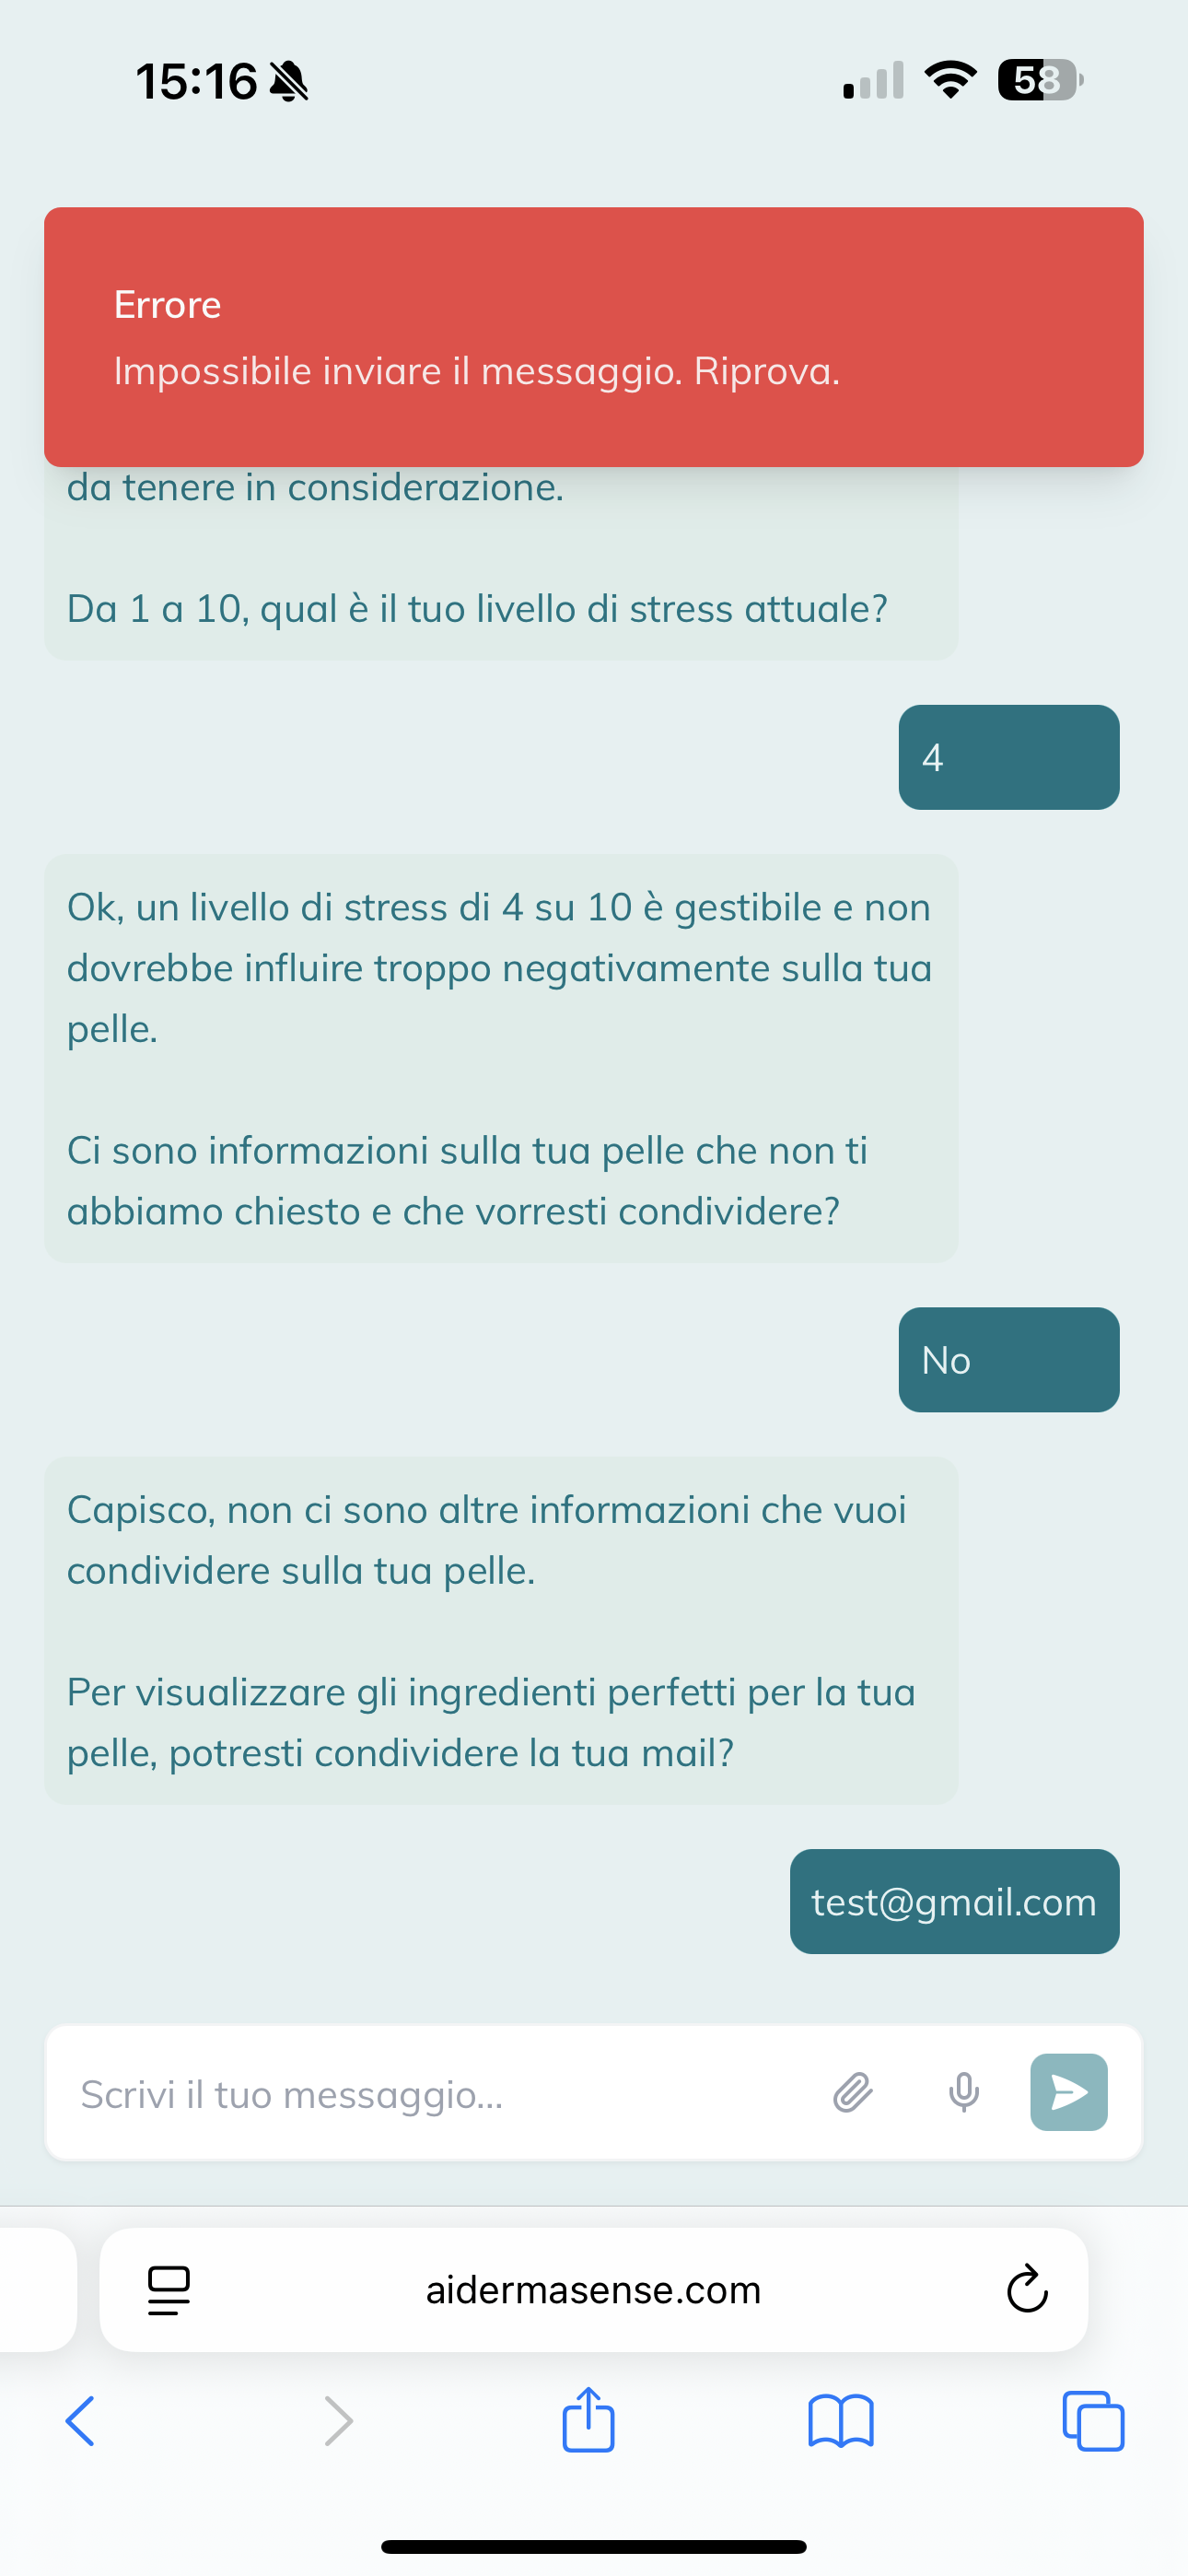 15:16
58
Errore
Impossibile inviare il messaggio. Riprova.
da tenere in considerazione.
Da 1 a 10, qual è il tuo livello di stress attuale?
4
Ok, un livello di stress di 4 su 10 è gestibile e non
dovrebbe influire troppo negativamente sulla tua
pelle.
Ci sono informazioni sulla tua pelle che non ti
abbiamo chiesto e che vorresti condividere?
No
Capisco, non ci sono altre informazioni che vuoi
condividere sulla tua pelle.
Per visualizzare gli ingredienti perfetti per la tua
pelle, potresti condividere la tua mail?
test@gmail.com
Scrivi il tuo messaggio...
aidermasense.com